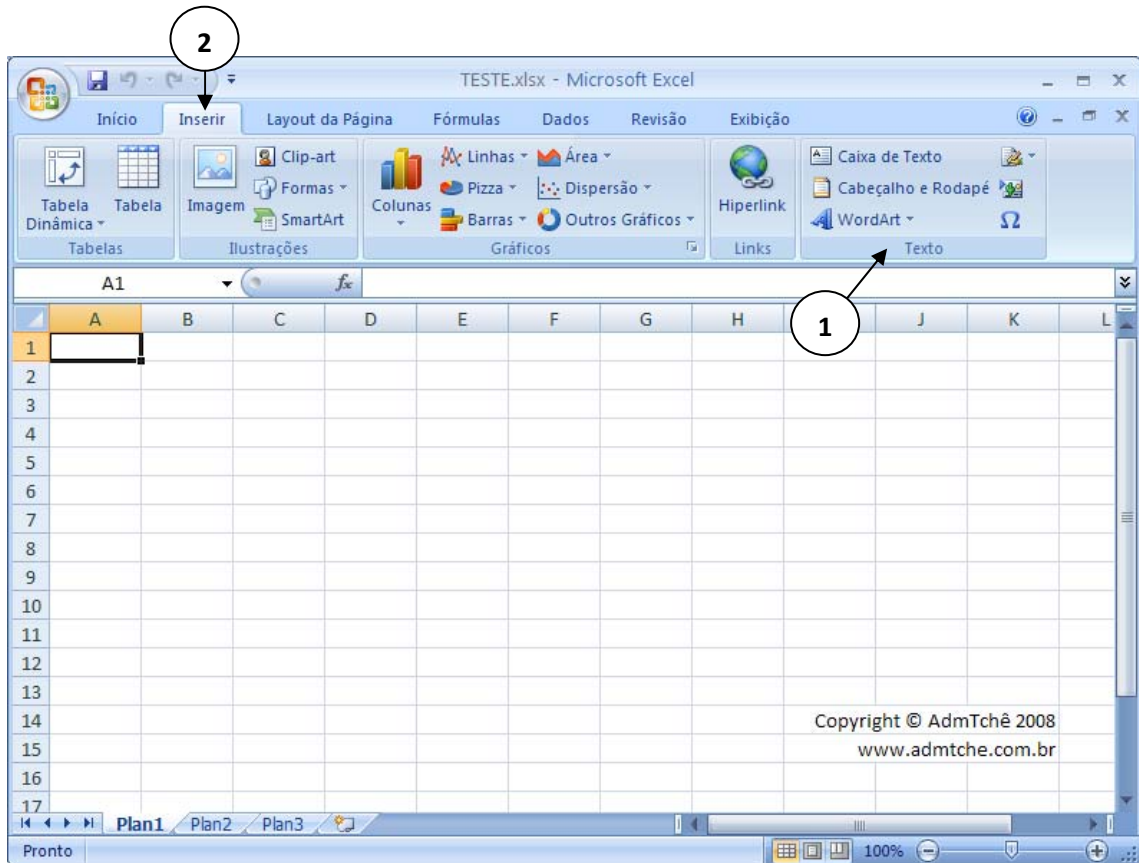 2
TESTE.xlsx - Microsoft Excel
Início Inserir Layout da Página Fórmulas Dados Revisão Exibição
Clip-art Linhas Área Caixa de Texto
Formas Pizza Dispersão Cabeçalho e Rodapé
Tabela Dinâmica Tabela Imagem SmartArt Colunas Barras Outros Gráficos Hiperlink WordArt Ω
Tabelas Ilustrações Gráficos Links Texto
A1 fx
1
A B C D E F G H J K L
1
2
3
4
5
6
7
8
9
10
11
12
13
14 Copyright © AdmTchê 2008
15 www.admtche.com.br
16
17
Plan1 Plan2 Plan3
Pronto 100%